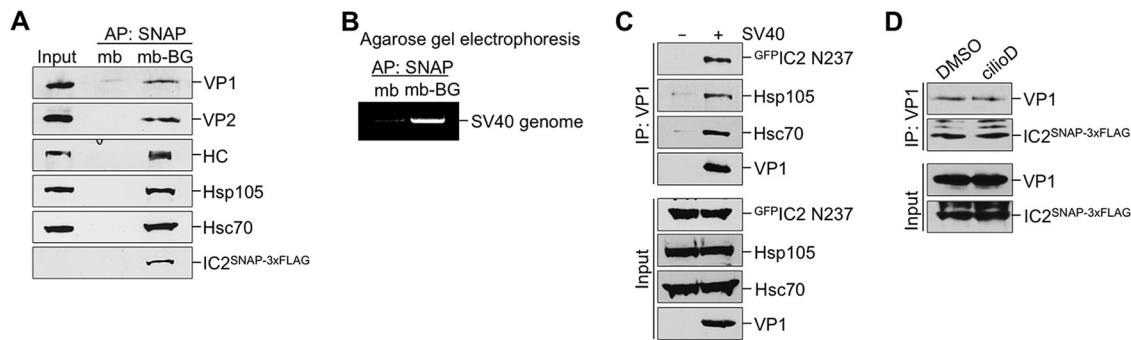 A
AP: SNAP
Input mb mb-BG
VP1
VP2
HC
Hsp105
Hsc70
IC2SNAP-3xFLAG
B
Agarose gel electrophoresis
AP: SNAP
mb mb-BG
SV40 genome
C
− + SV40
IP: VP1
GFPIC2 N237
Hsp105
Hsc70
VP1
Input
GFPIC2 N237
Hsp105
Hsc70
VP1
D
DMSO
cilioD
IP: VP1
VP1
IC2SNAP-3xFLAG
Input
VP1
IC2SNAP-3xFLAG